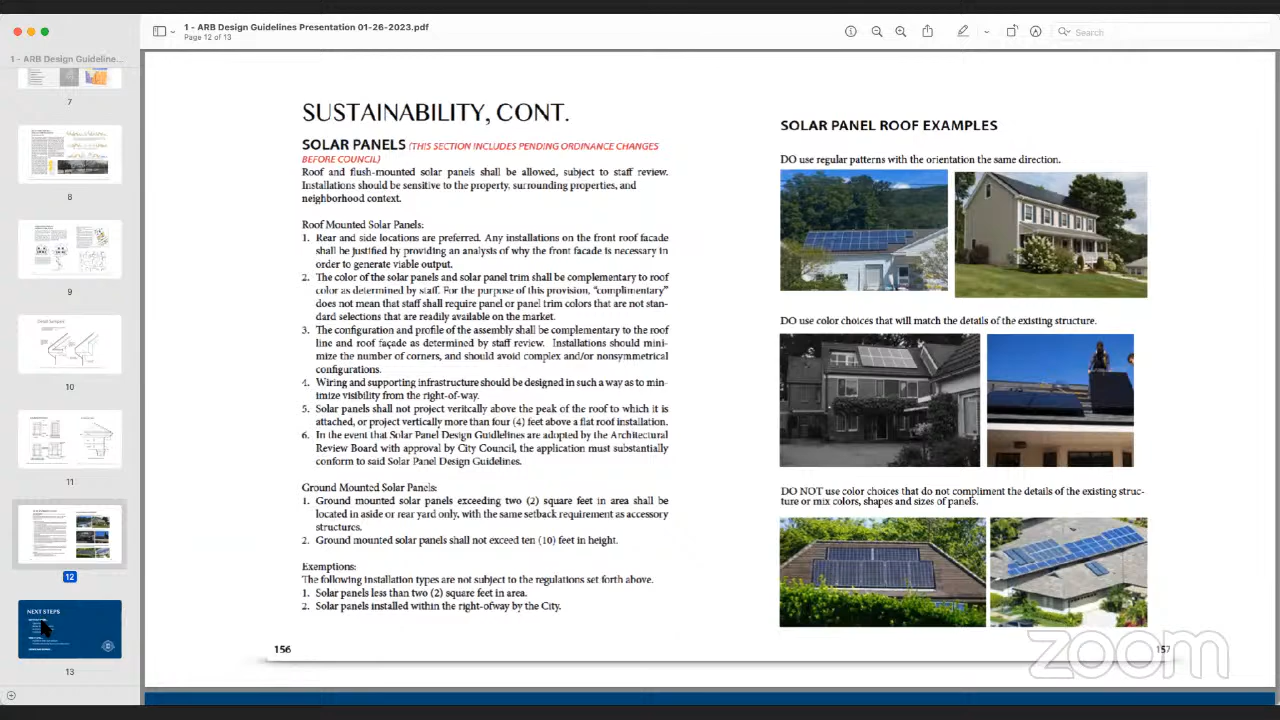 1 - ARB Design Guidelines Presentation 01-26-2023.pdf
Page 12 of 13
Search
1 - ARB Design Guideline...
7
8
9
10
11
12
NEXT STEPS
13
SUSTAINABILITY, CONT.
SOLAR PANELS (THIS SECTION INCLUDES PENDING ORDINANCE CHANGES
BEFORE COUNCIL)
Roof and flush-mounted solar panels shall be allowed, subject to staff review.
Installations should be sensitive to the property, surrounding properties, and
neighborhood context.
Roof Mounted Solar Panels:
1. Rear and side locations are preferred. Any installations on the front roof facade
shall be justified by providing an analysis of why the front facade is necessary in
order to generate viable output.
2. The color of the solar panels and solar panel trim shall be complementary to roof
color as determined by staff. For the purpose of this provision, "complimentary"
does not mean that staff shall require panel or panel trim colors that are not stan-
dard selections that are readily available on the market.
3. The configuration and profile of the assembly shall be complementary to the roof
line and roof façade as determined by staff review. Installations should mini-
mize the number of corners, and should avoid complex and/or nonsymmetrical
configurations.
4. Wiring and supporting infrastructure should be designed in such a way as to min-
imize visibility from the right-of-way.
5. Solar panels shall not project vertically above the peak of the roof to which it is
attached, or project vertically more than four (4) feet above a flat roof installation.
6. In the event that Solar Panel Design Guidlelines are adopted by the Architectural
Review Board with approval by City Council, the application must substantially
conform to said Solar Panel Design Guidelines.
Ground Mounted Solar Panels:
1. Ground mounted solar panels exceeding two (2) square feet in area shall be
located in aside or rear yard only, with the same setback requirement as accessory
structures.
2. Ground mounted solar panels shall not exceed ten (10) feet in height.
Exemptions:
The following installation types are not subject to the regulations set forth above.
1. Solar panels less than two (2) square feet in area.
2. Solar panels installed within the right-ofway by the City.
156
SOLAR PANEL ROOF EXAMPLES
DO use regular patterns with the orientation the same direction.
DO use color choices that will match the details of the existing structure.
DO NOT use color choices that do not compliment the details of the existing struc-
ture or mix colors, shapes and sizes of panels.
157
zoom